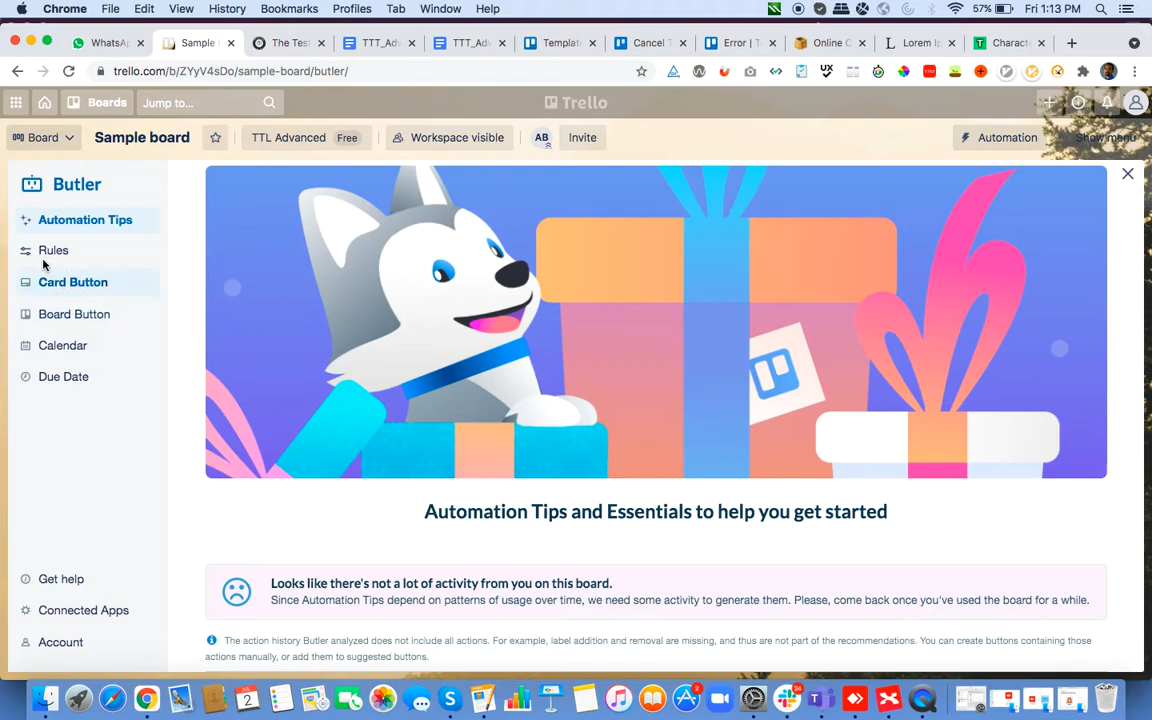 Chrome File Edit View History Bookmarks Profiles Tab Window Help 57% Fri 1:13 PM
WhatsA Sample The Test TTT_Adv TTT_Adv Templat Cancel T Error | T Online C Lorem Ip Charact
trello.com/b/ZYyV4sDo/sample-board/butler/
Boards Jump to... Trello
Board Sample board TTL Advanced Free Workspace visible AB Invite Automation Show menu
Butler
Automation Tips
Rules
Card Button
Board Button
Calendar
Due Date
Get help
Connected Apps
Account
Automation Tips and Essentials to help you get started
Looks like there's not a lot of activity from you on this board.
Since Automation Tips depend on patterns of usage over time, we need some activity to generate them. Please, come back once you've used the board for a while.
The action history Butler analyzed does not include all actions. For example, label addition and removal are missing, and thus are not part of the recommendations. You can create buttons containing those
actions manually, or add them to suggested buttons.